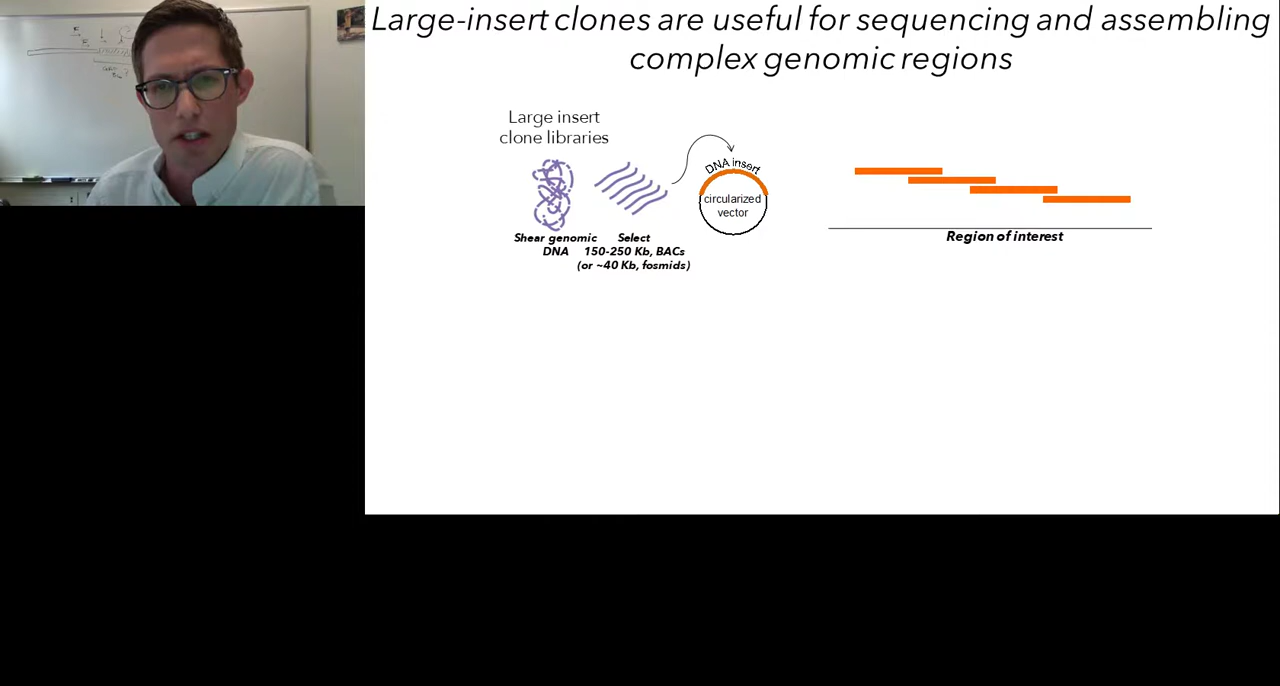 Large-insert clones are useful for sequencing and assembling
complex genomic regions
Large insert
clone libraries
DNA insert
circularized
vector
Shear genomic
DNA
Select
150-250 Kb, BACs
(or ~40 Kb, fosmids)
Region of interest